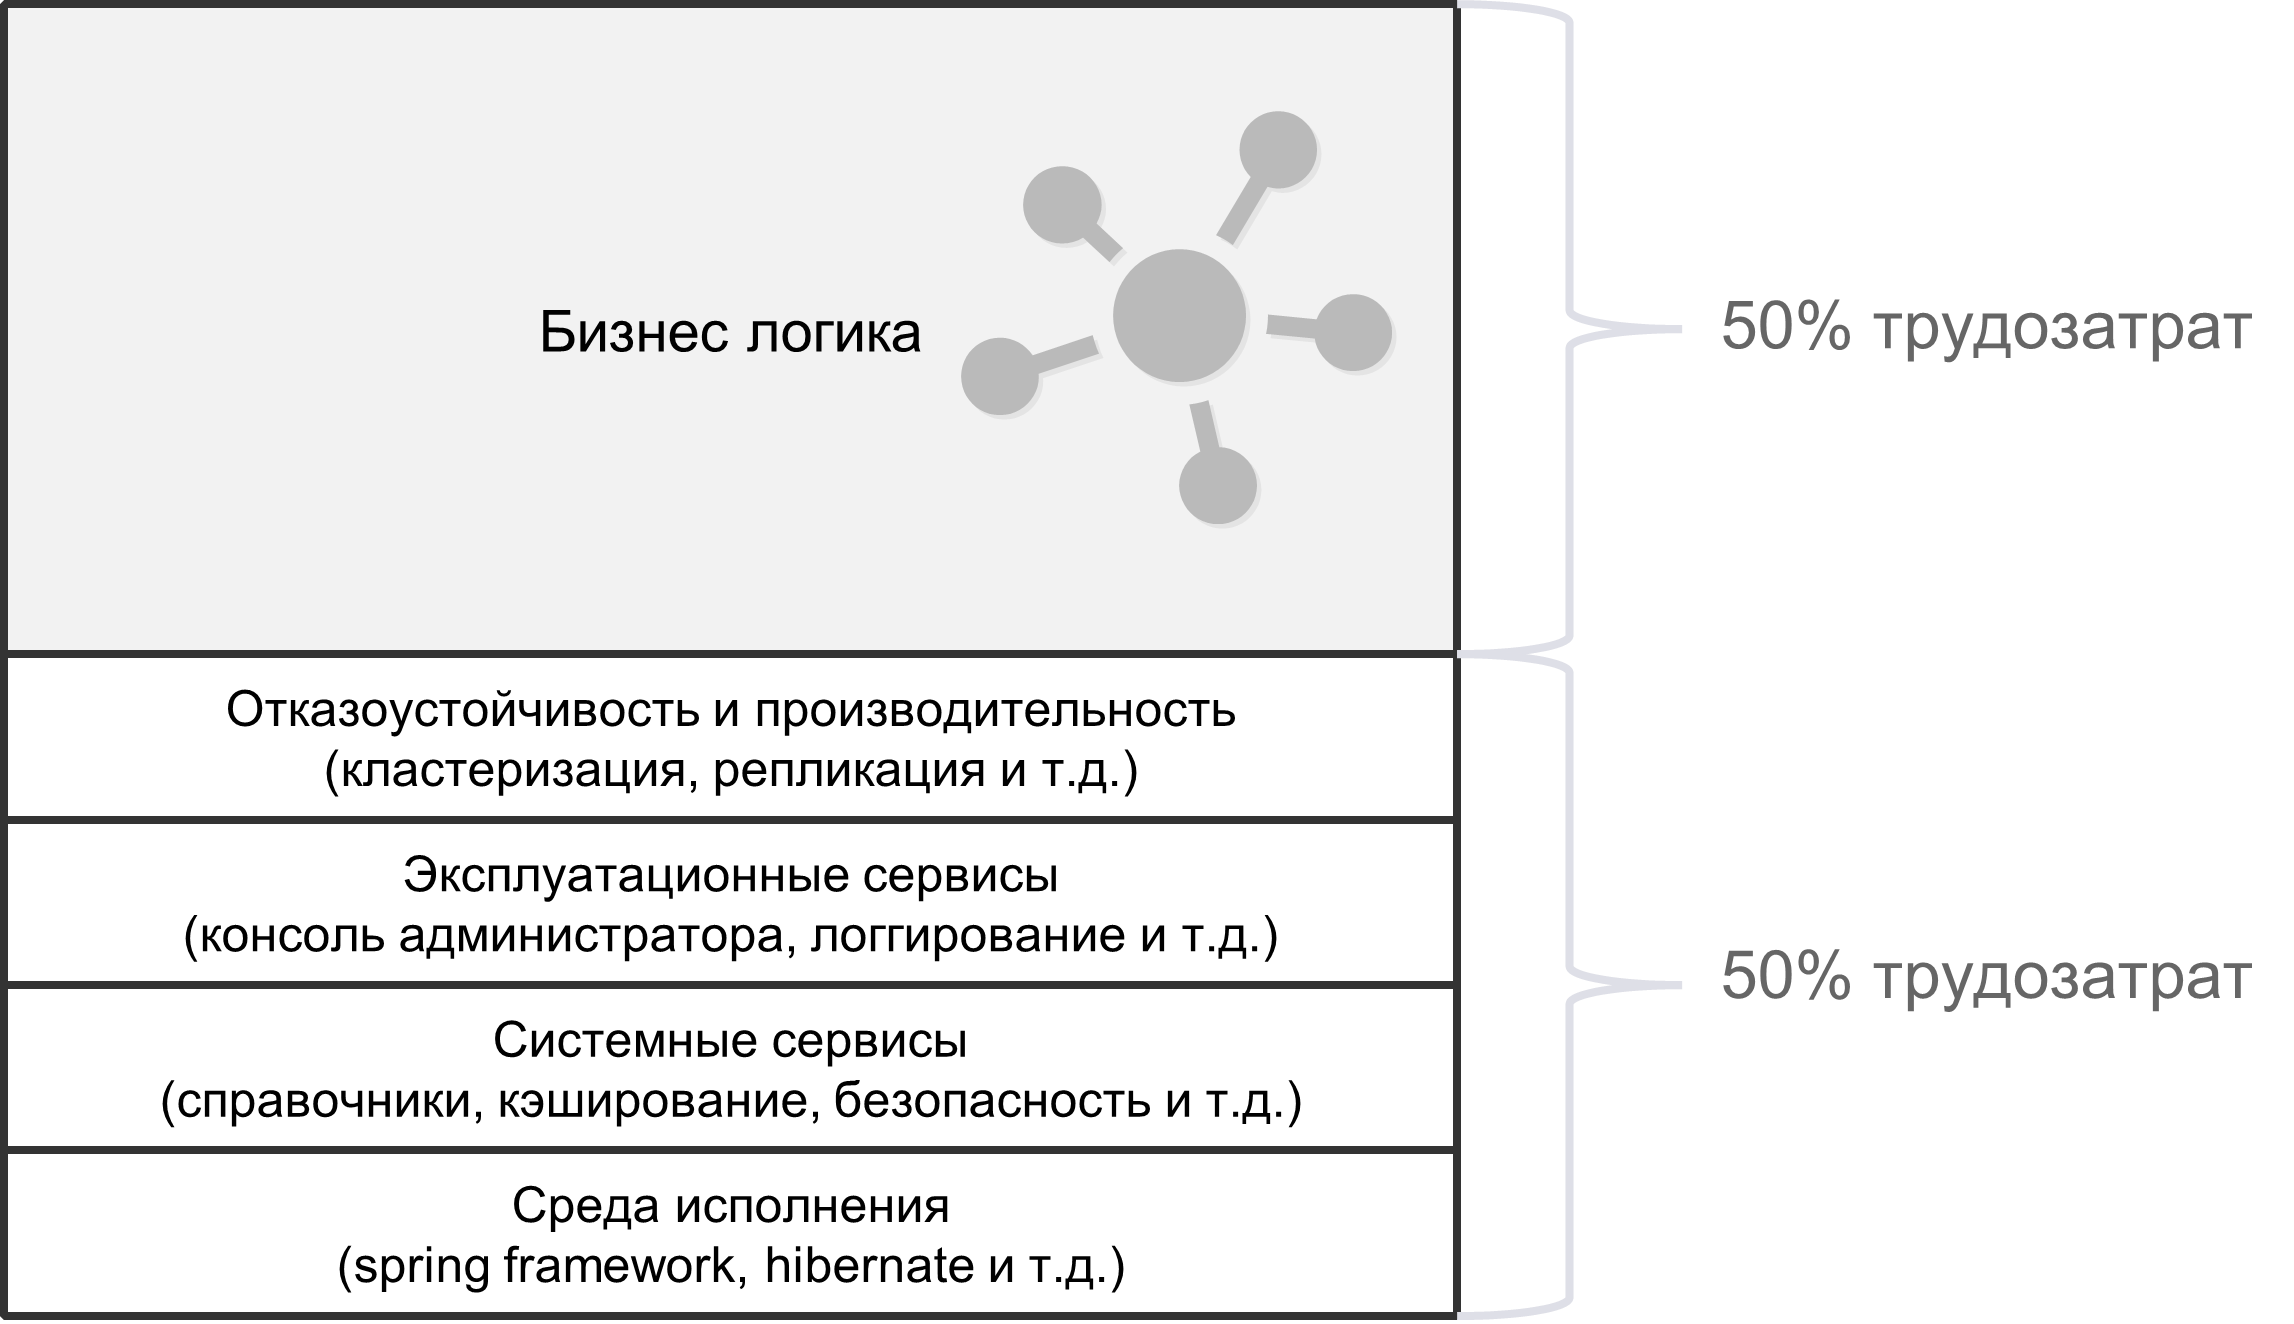 Бизнес логика
50% трудозатрат
Отказоустойчивость и производительность
(кластеризация, репликация и т.д.)
Эксплуатационные сервисы
(консоль администратора, логгирование и т.д.)
50% трудозатрат
Системные сервисы
(справочники, кэширование, безопасность и т.д.)
Среда исполнения
(spring framework, hibernate и т.д.)